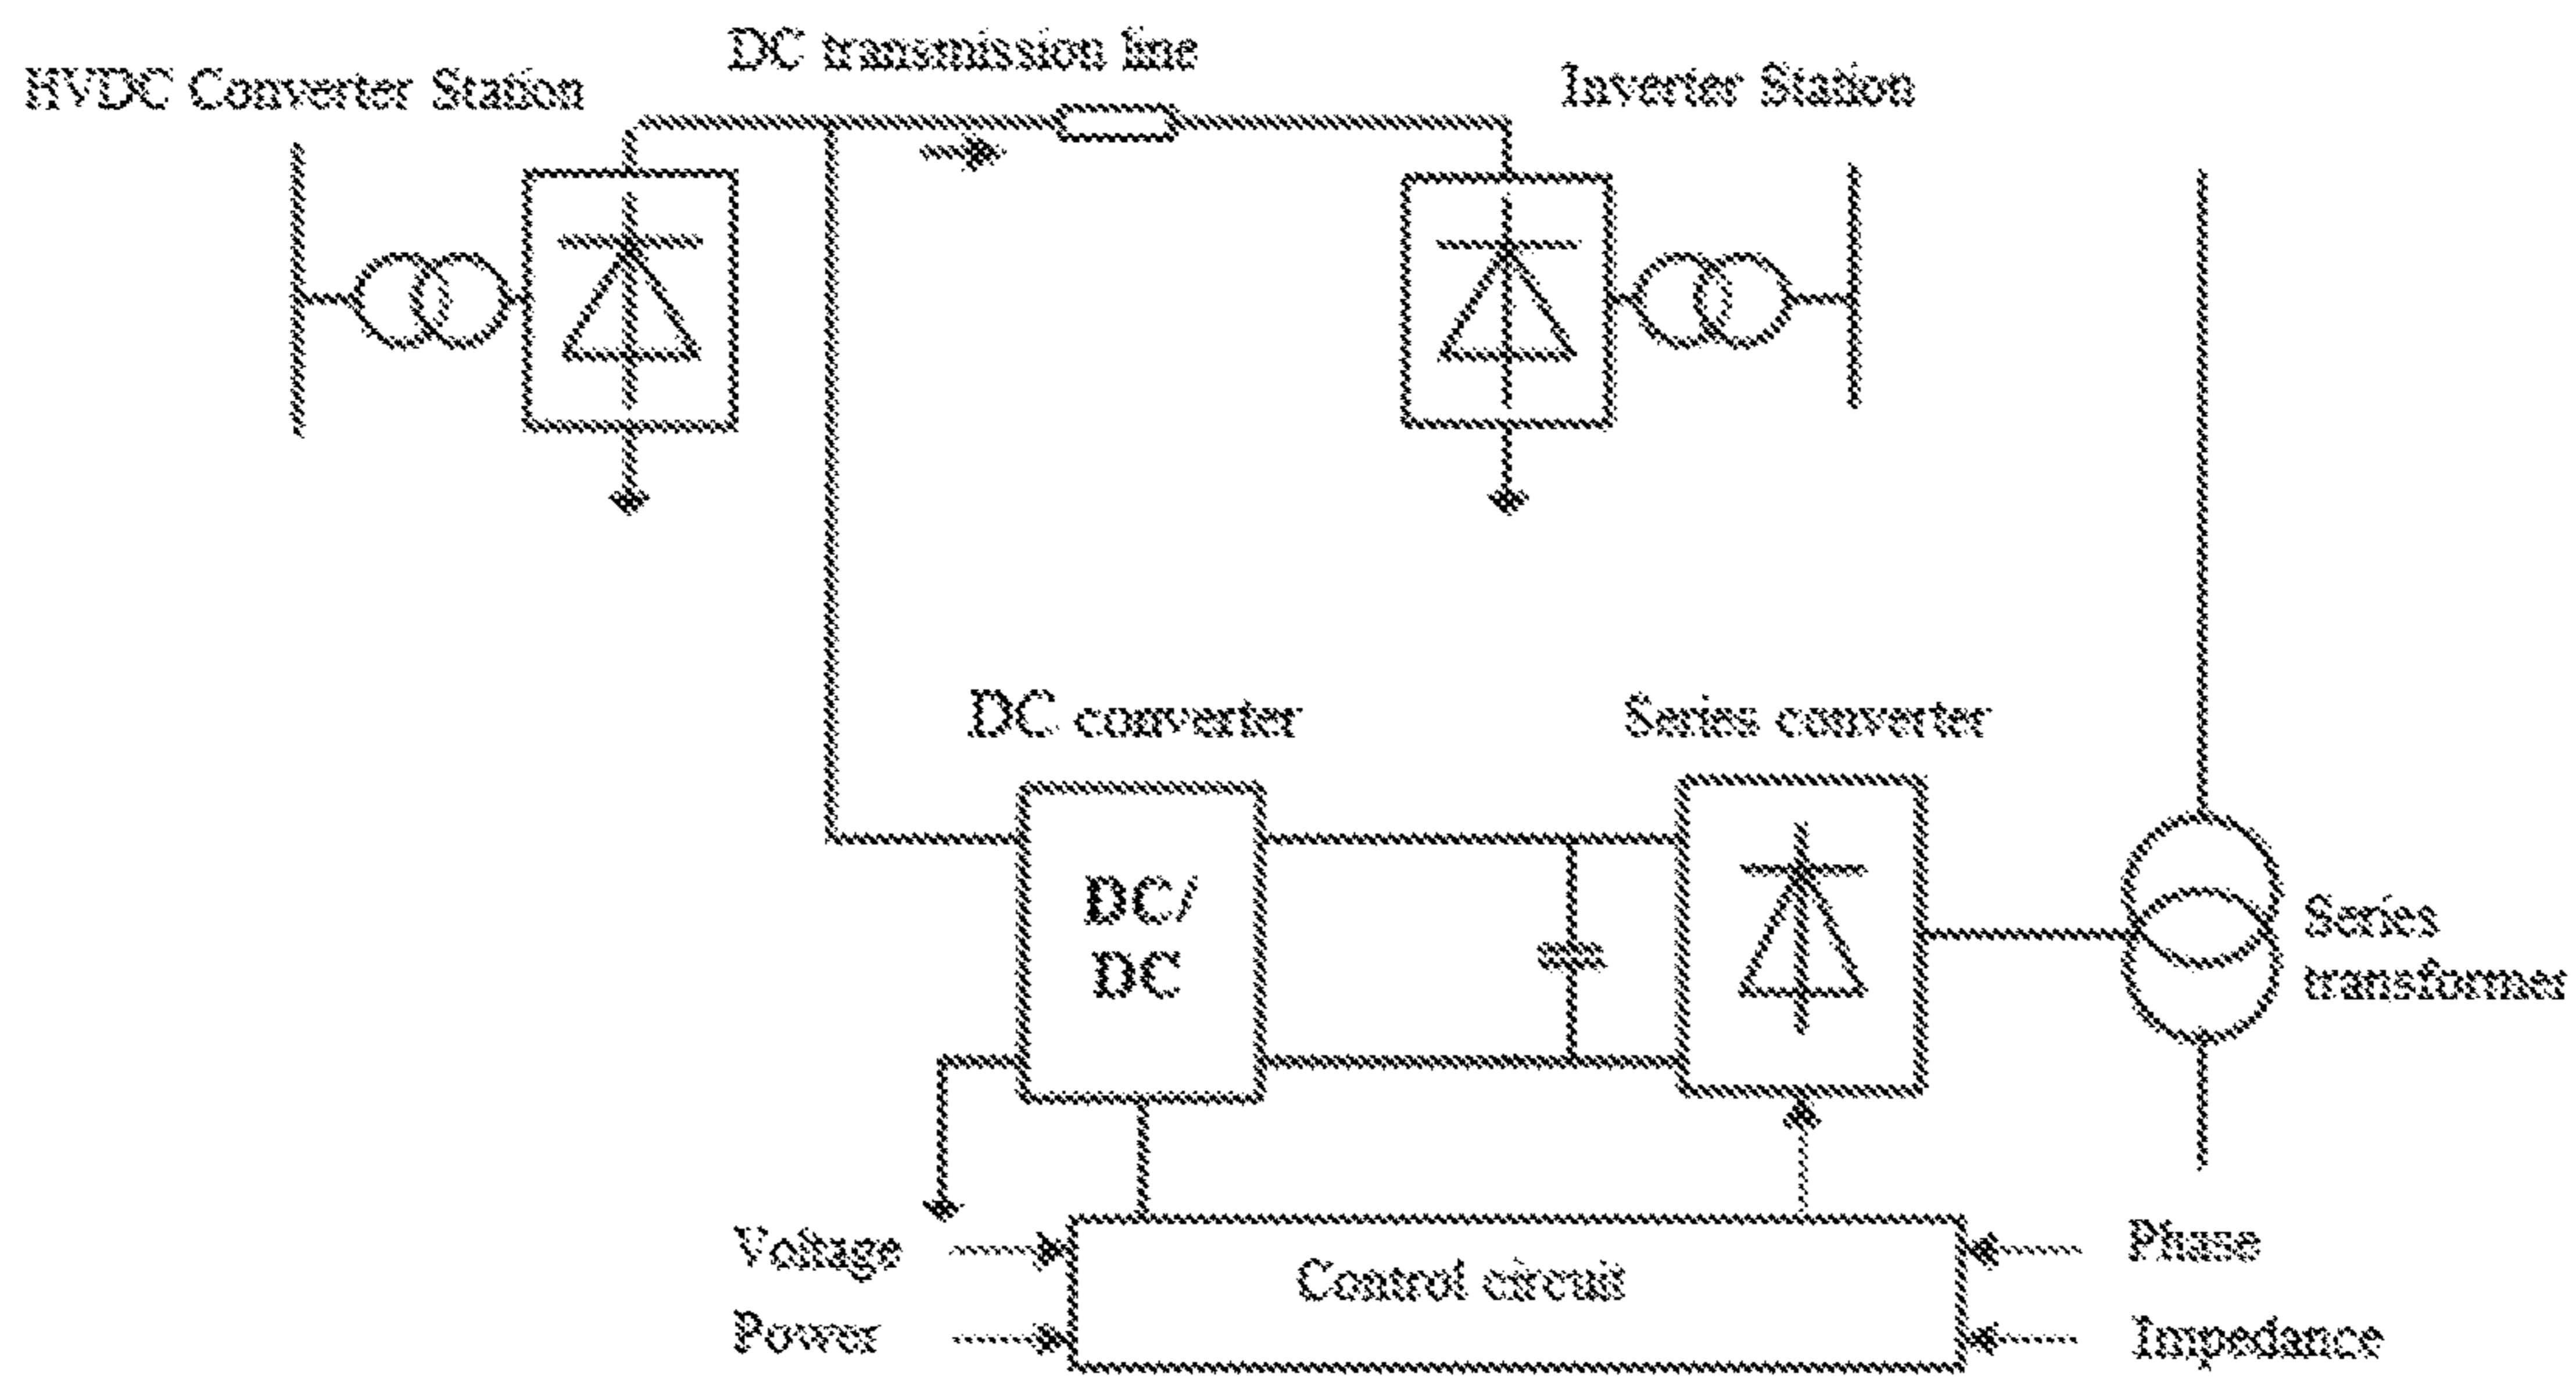 DC transmission line
HVDC Converter Station
Inverter Station
DC converter
Series converter
DC/
DC
Series
transformer
Voltage
Phase
Control circuit
Power
Impedance